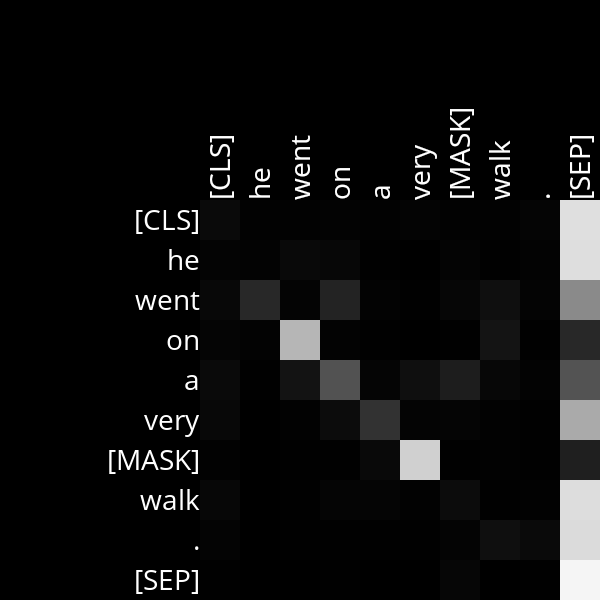 [CLS] he went on a very [MASK] walk . [SEP]
[CLS]
he
went
on
a
very
[MASK]
walk
.
[SEP]